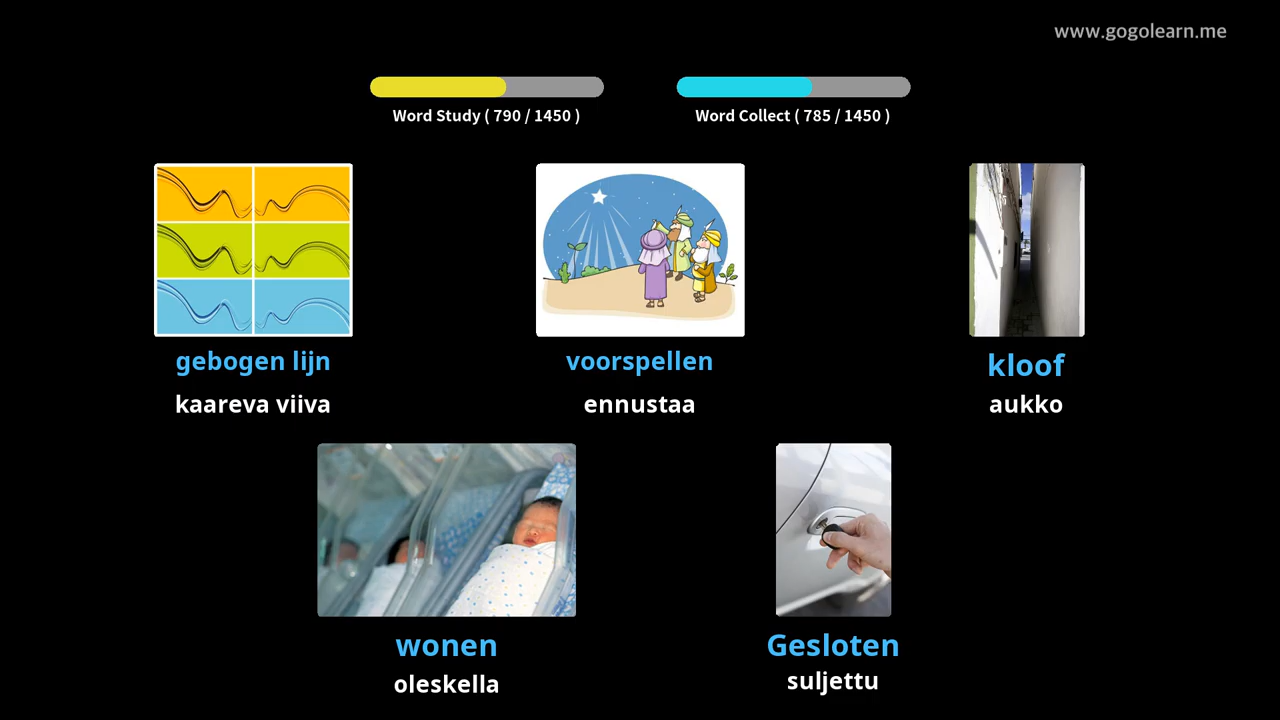 www.gogolearn.me
Word Study ( 790 / 1450 )
Word Collect ( 785 / 1450 )
gebogen lijn
kaareva viiva
voorspellen
ennustaa
kloof
aukko
wonen
oleskella
Gesloten
suljettu